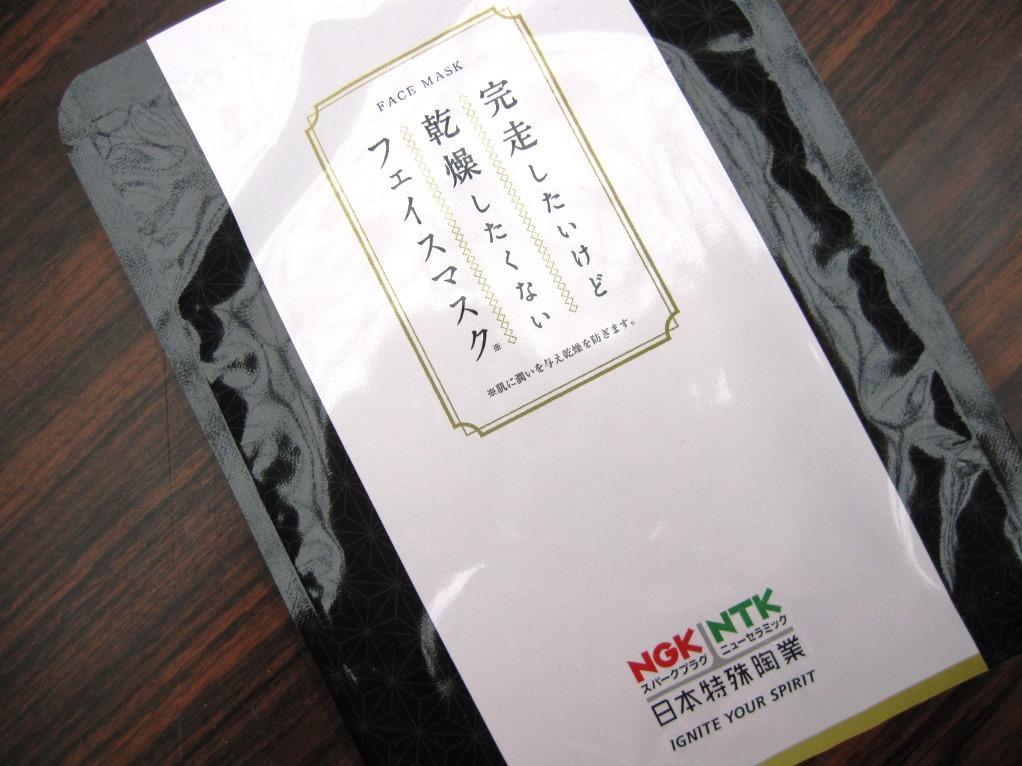 FACE MASK
完走したいけど
乾燥したくない
フェイスマスク※
※肌に潤いを与え乾燥を防ぎます。
NGK NTK
スパークプラグ ニューセラミック
日本特殊陶業
IGNITE YOUR SPIRIT